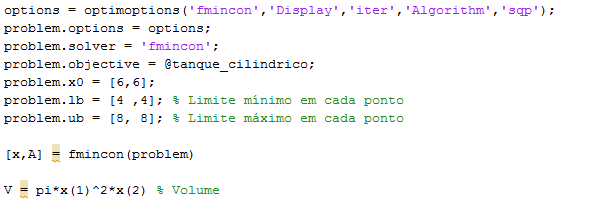 options = optimoptions('fmincon','Display','iter','Algorithm','sqp');
problem.options = options;
problem.solver = 'fmincon';
problem.objective = @tanque_cilindrico;
problem.x0 = [6,6];
problem.lb = [4 ,4]; % Limite mínimo em cada ponto
problem.ub = [8, 8]; % Limite máximo em cada ponto
[x,A] = fmincon(problem)
V = pi*x(1)^2*x(2) % Volume